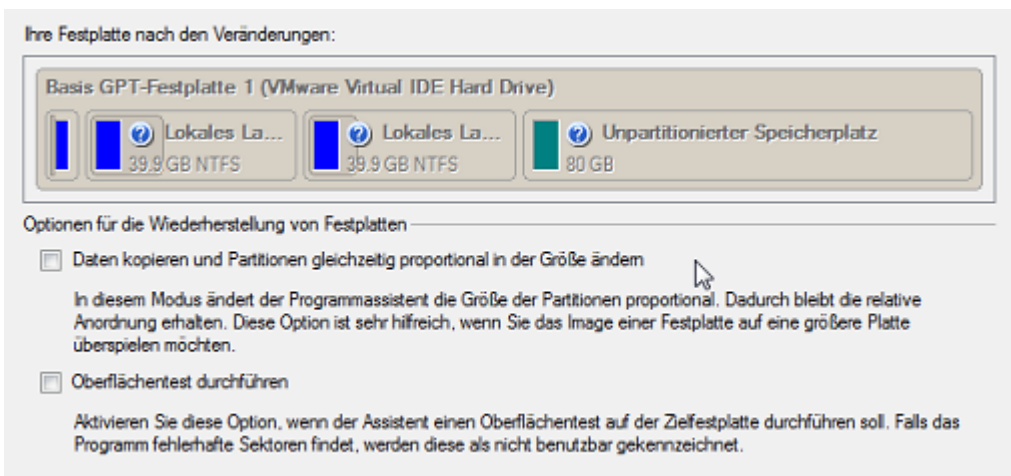 Ihre Festplatte nach den Veränderungen:
Basis GPT-Festplatte 1 (VMware Virtual IDE Hard Drive)
Lokales La... Lokales La... Unpartitionierter Speicherplatz
39.9 GB NTFS 39.9 GB NTFS 80 GB
Optionen für die Wiederherstellung von Festplatten
Daten kopieren und Partitionen gleichzeitig proportional in der Größe ändern
In diesem Modus ändert der Programmassistent die Größe der Partitionen proportional. Dadurch bleibt die relative
Anordnung erhalten. Diese Option ist sehr hilfreich, wenn Sie das Image einer Festplatte auf eine größere Platte
überspielen möchten.
Oberflächentest durchführen
Aktivieren Sie diese Option, wenn der Assistent einen Oberflächentest auf der Zielfestplatte durchführen soll. Falls das
Programm fehlerhafte Sektoren findet, werden diese als nicht benutzbar gekennzeichnet.